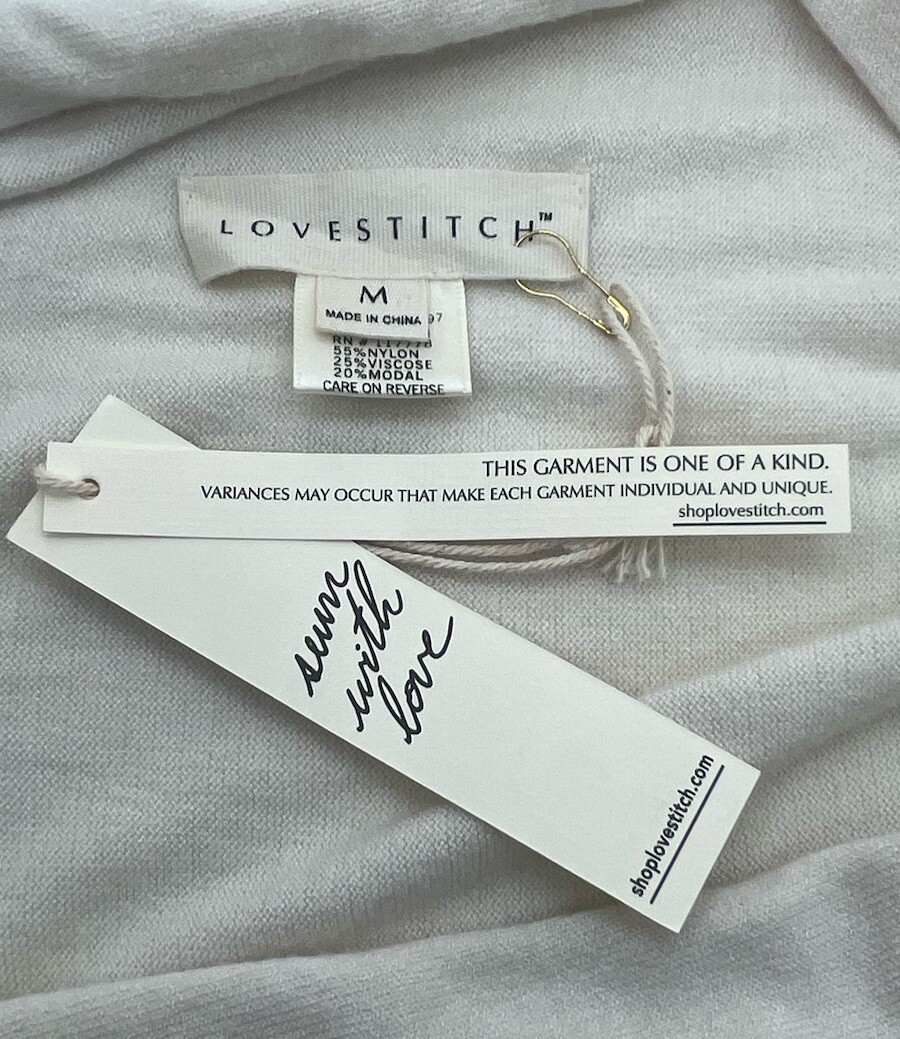 LOVESTITCH™
M
MADE IN CHINA
97
RN #
55%NYLON
25%VISCOSE
20%MODAL
CARE ON REVERSE
THIS GARMENT IS ONE OF A KIND.
VARIANCES MAY OCCUR THAT MAKE EACH GARMENT INDIVIDUAL AND UNIQUE.
shoplovestitch.com
sewn
with
love
shoplovestitch.com